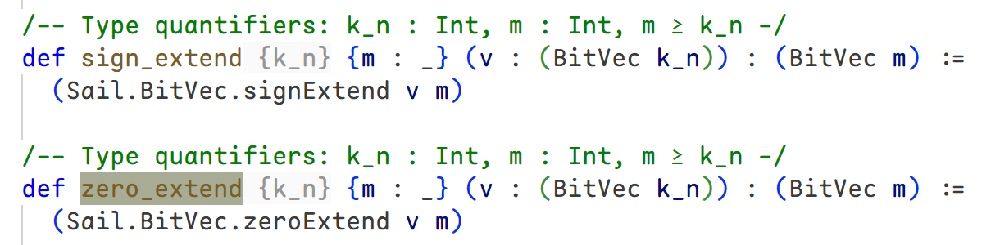 /-- Type quantifiers: k_n : Int, m : Int, m ≥ k_n -/
def sign_extend {k_n} {m : _} (v : (BitVec k_n)) : (BitVec m) :=
(Sail.BitVec.signExtend v m)
/-- Type quantifiers: k_n : Int, m : Int, m ≥ k_n -/
def zero_extend {k_n} {m : _} (v : (BitVec k_n)) : (BitVec m) :=
(Sail.BitVec.zeroExtend v m)